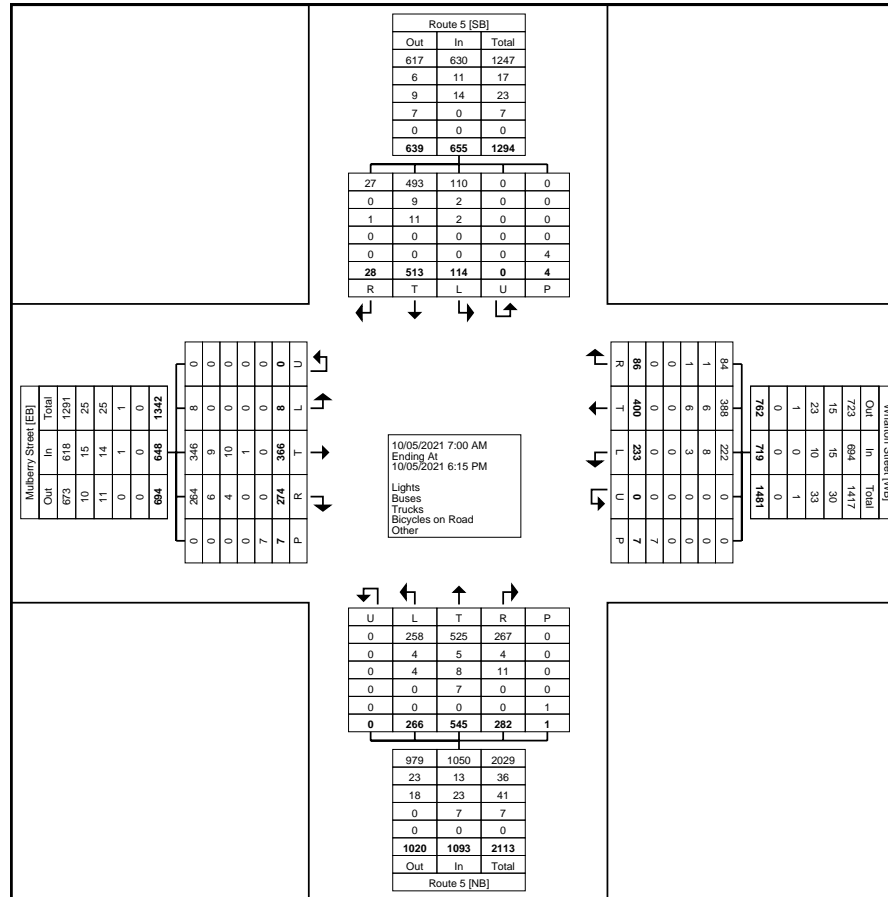 Route 5 [SB]
Out In Total
617 630 1247
6 11 17
9 14 23
7 0 7
0 0 0
639 655 1294
27 493 110 0 0
0 9 2 0 0
1 11 2 0 0
0 0 0 0 0
0 0 0 0 4
28 513 114 0 4
R T L U P
Mulberry Street [EB]
Total In Out
1291 618 673
25 15 10
25 14 11
1 1 0
0 0 0
1342 648 694
0 8 346 264 0
0 0 9 6 0
0 0 10 4 0
0 0 1 0 0
0 0 0 0 7
0 8 366 274 7
U L T R P
10/05/2021 7:00 AM
Ending At
10/05/2021 6:15 PM
Lights
Buses
Trucks
Bicycles on Road
Other
R T L U P
86 400 233 0 7
0 0 0 0 7
0 0 0 0 0
1 6 3 0 0
1 6 8 0 0
84 388 222 0 0
762 719 1481
0 0 0
1 0 1
23 10 33
15 15 30
723 694 1417
Out In Total
Wharton Street [WB]
U L T R P
0 258 525 267 0
0 4 5 4 0
0 4 8 11 0
0 0 7 0 0
0 0 0 0 1
0 266 545 282 1
979 1050 2029
23 13 36
18 23 41
0 7 7
0 0 0
1020 1093 2113
Out In Total
Route 5 [NB]